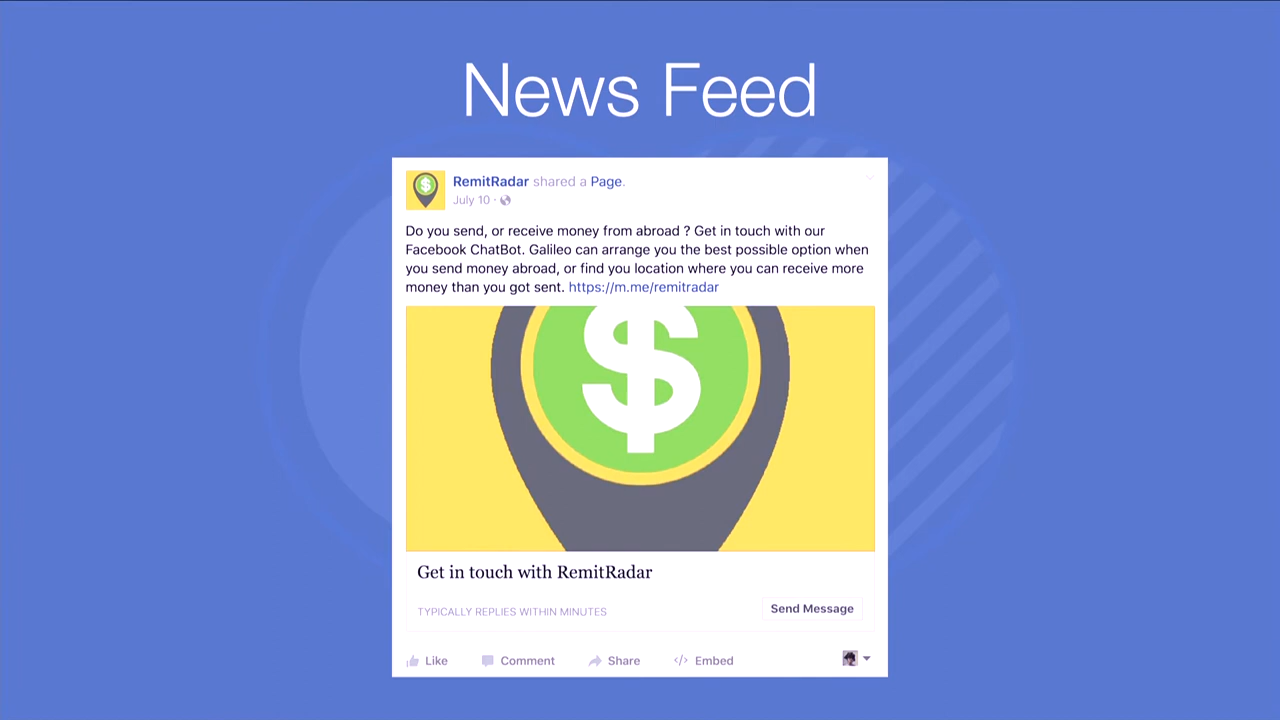 News Feed
RemitRadar shared a Page.
July 10 ·
Do you send, or receive money from abroad ? Get in touch with our
Facebook ChatBot. Galileo can arrange you the best possible option when
you send money abroad, or find you location where you can receive more
money than you got sent. https://m.me/remitradar
$
Get in touch with RemitRadar
TYPICALLY REPLIES WITHIN MINUTES
Send Message
Like Comment Share </> Embed